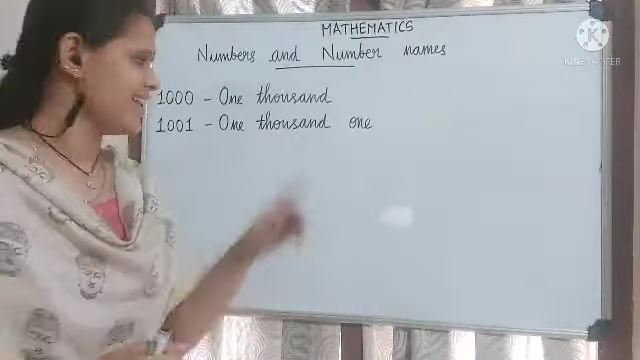 MATHEMATICS
Numbers and Number names
1000 - One thousand
1001 - One thousand one
KINEMASTER